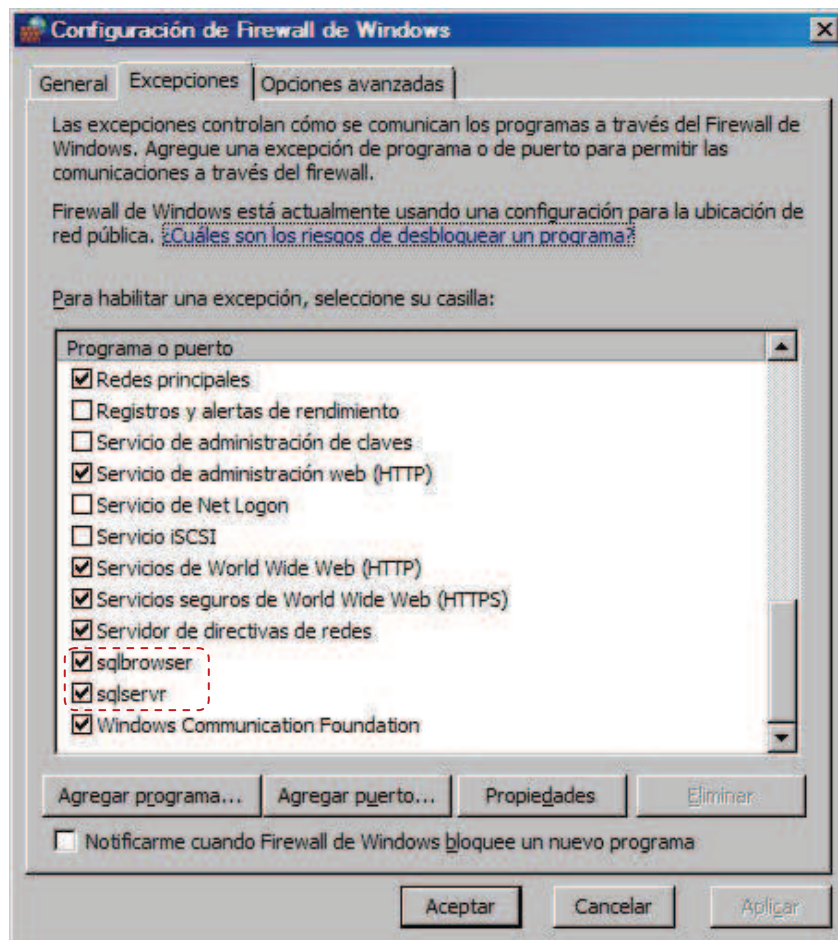 Configuración de Firewall de Windows
General Excepciones Opciones avanzadas
Las excepciones controlan cómo se comunican los programas a través del Firewall de
Windows. Agregue una excepción de programa o de puerto para permitir las
comunicaciones a través del firewall.
Firewall de Windows está actualmente usando una configuración para la ubicación de
red pública. ¿Cuáles son los riesgos de desbloquear un programa?
Para habilitar una excepción, seleccione su casilla:
Programa o puerto
Redes principales
Registros y alertas de rendimiento
Servicio de administración de claves
Servicio de administración web (HTTP)
Servicio de Net Logon
Servicio iSCSI
Servicios de World Wide Web (HTTP)
Servicios seguros de World Wide Web (HTTPS)
Servidor de directivas de redes
sqlbrowser
sqlservr
Windows Communication Foundation
Agregar programa... Agregar puerto... Propiedades Eliminar
Notificarme cuando Firewall de Windows bloquee un nuevo programa
Aceptar Cancelar Aplicar